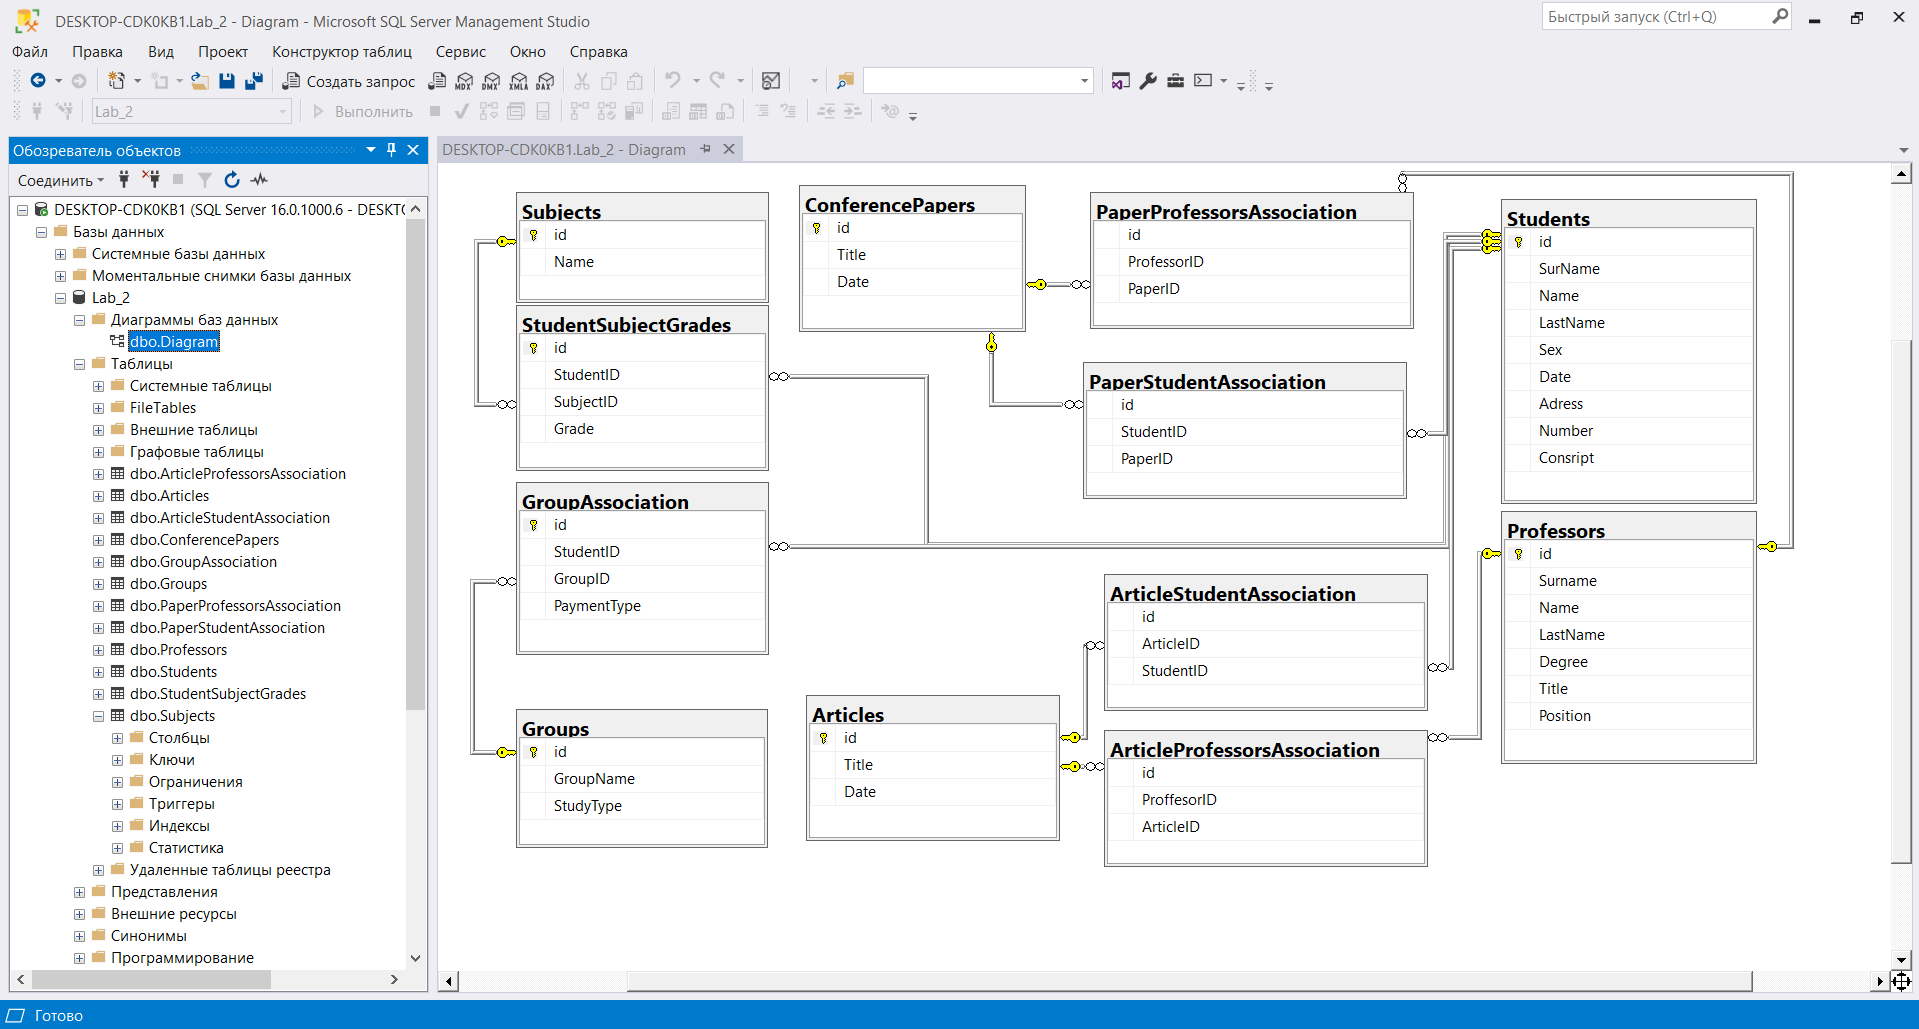 DESKTOP-CDK0KB1.Lab_2 - Diagram - Microsoft SQL Server Management Studio
Быстрый запуск (Ctrl+Q)
Файл Правка Вид Проект Конструктор таблиц Сервис Окно Справка
Создать запрос MDX DMX XMLA DAX
Lab_2 Выполнить
Обозреватель объектов
Соединить
DESKTOP-CDK0KB1 (SQL Server 16.0.1000.6 - DESKTO
Базы данных
Системные базы данных
Моментальные снимки базы данных
Lab_2
Диаграммы баз данных
dbo.Diagram
Таблицы
Системные таблицы
FileTables
Внешние таблицы
Графовые таблицы
dbo.ArticleProfessorsAssociation
dbo.Articles
dbo.ArticleStudentAssociation
dbo.ConferencePapers
dbo.GroupAssociation
dbo.Groups
dbo.PaperProfessorsAssociation
dbo.PaperStudentAssociation
dbo.Professors
dbo.Students
dbo.StudentSubjectGrades
dbo.Subjects
Столбцы
Ключи
Ограничения
Триггеры
Индексы
Статистика
Удаленные таблицы реестра
Представления
Внешние ресурсы
Синонимы
Программирование
DESKTOP-CDK0KB1.Lab_2 - Diagram
Subjects
id
Name
StudentSubjectGrades
id
StudentID
SubjectID
Grade
GroupAssociation
id
StudentID
GroupID
PaymentType
Groups
id
GroupName
StudyType
ConferencePapers
id
Title
Date
Articles
id
Title
Date
PaperProfessorsAssociation
id
ProfessorID
PaperID
PaperStudentAssociation
id
StudentID
PaperID
ArticleStudentAssociation
id
ArticleID
StudentID
ArticleProfessorsAssociation
id
ProffesorID
ArticleID
Students
id
SurName
Name
LastName
Sex
Date
Adress
Number
Consript
Professors
id
Surname
Name
LastName
Degree
Title
Position
Готово